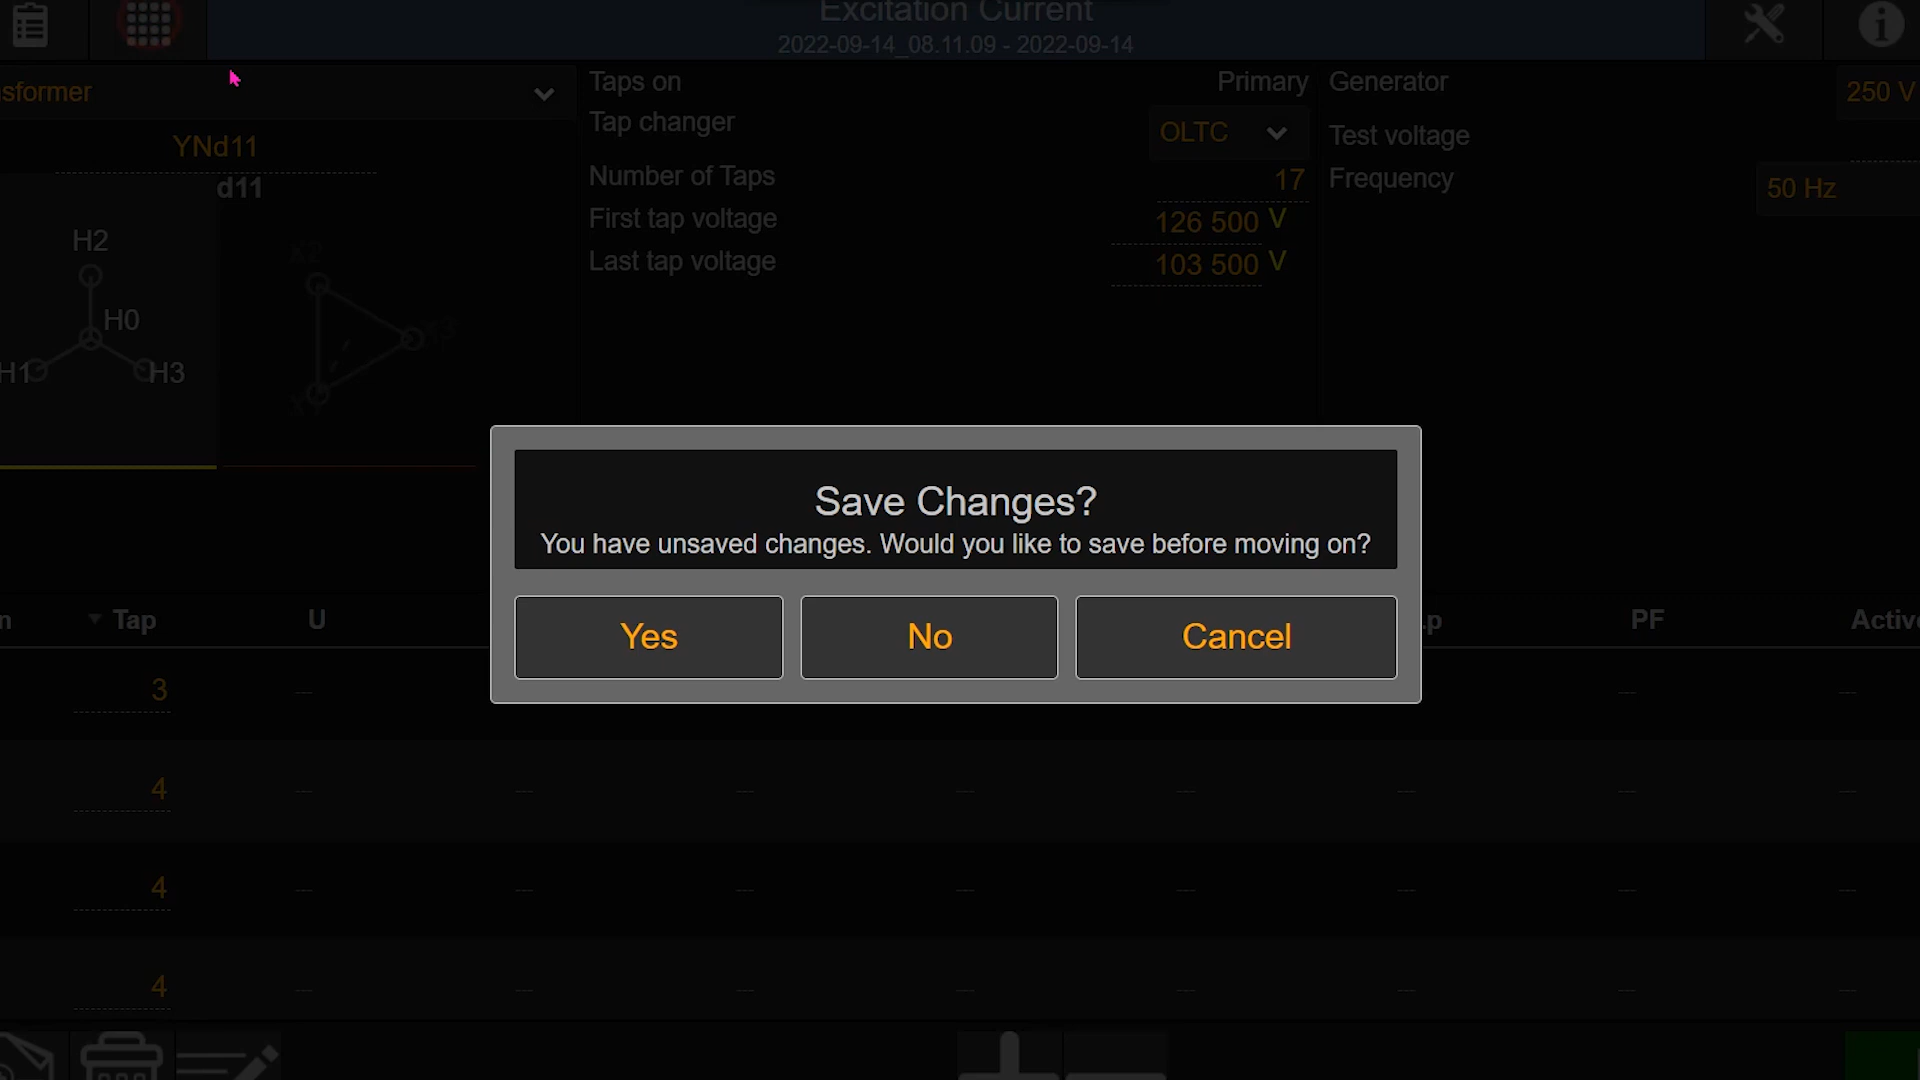 Excitation Current
2022-09-14_08.11.09 - 2022-09-14
sformer
YNd11
d11
H2
H0
H1
H3
X2
Taps on Primary
Tap changer OLTC
Number of Taps 17
First tap voltage 126 500 V
Last tap voltage 103 500 V
Generator 250 V
Test voltage
Frequency 50 Hz
Save Changes?
You have unsaved changes. Would you like to save before moving on?
Yes No Cancel
n Tap U .p PF Active
3 --- --- ---
4 --- --- --- --- --- --- --- ---
4 --- --- --- --- --- --- --- ---
4 --- --- --- --- --- --- --- ---